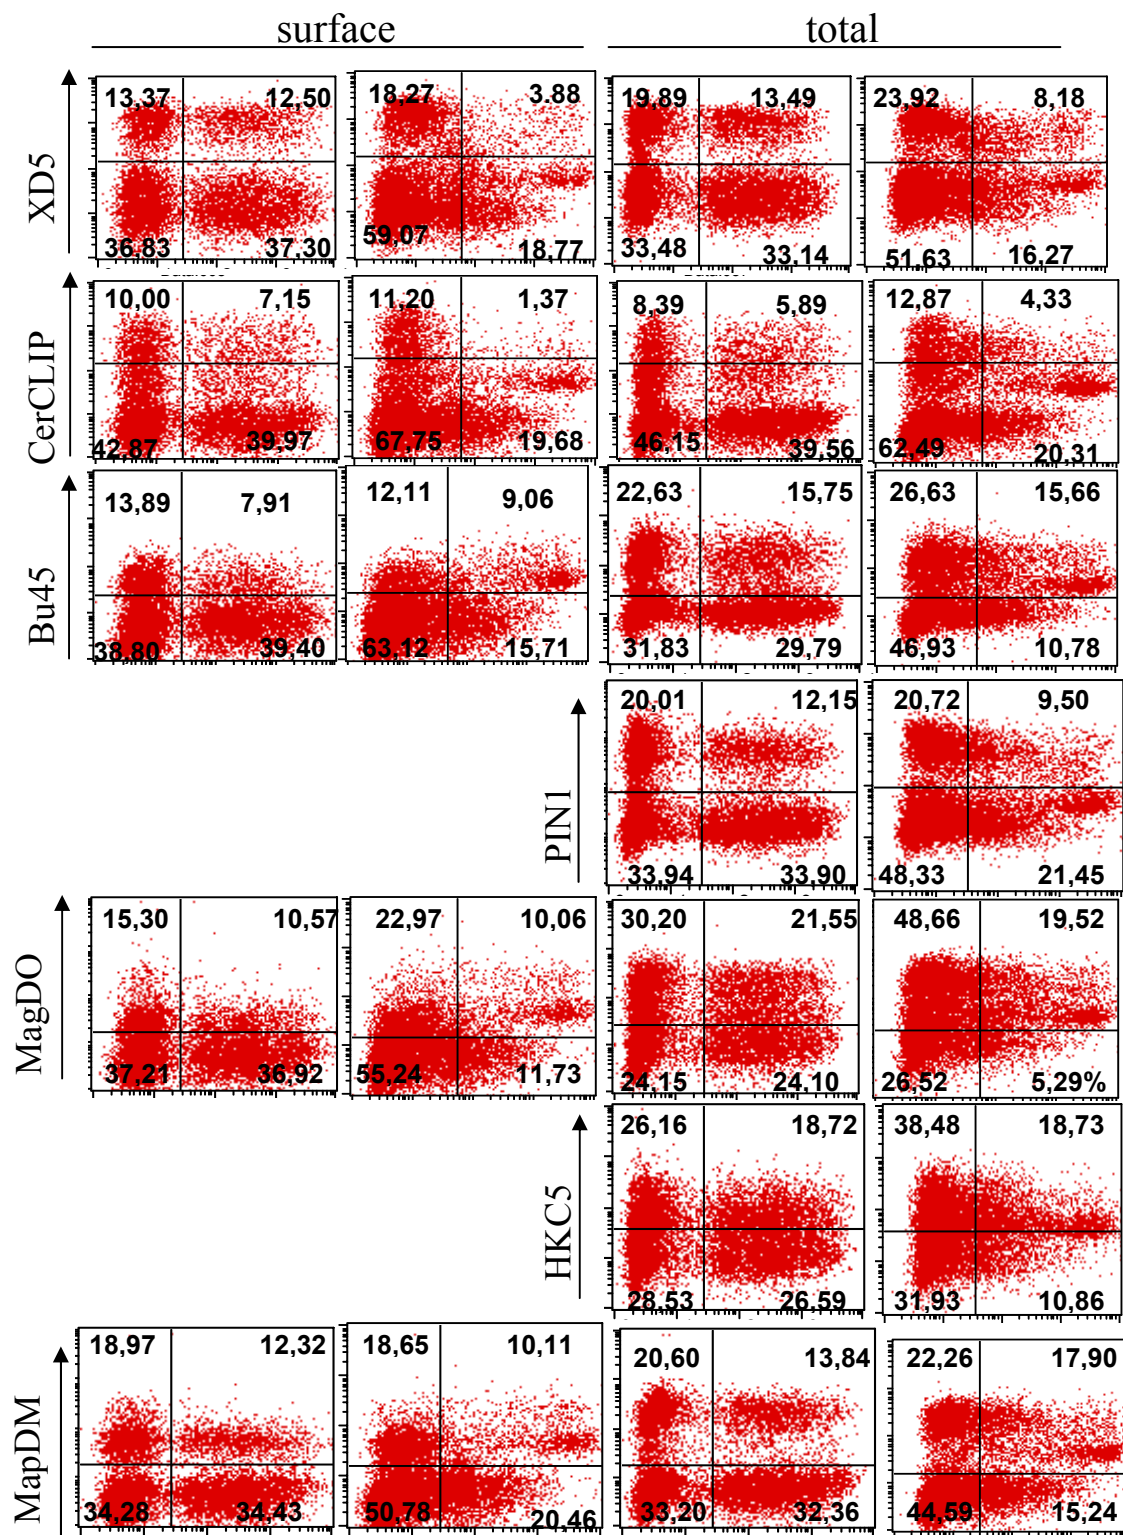 surface total
XD5
13,37 12,50 18,27 3.88 19,89 13,49 23,92 8,18
36,83 37,30 59,07 18,77 33,48 33,14 51,63 16,27
CerCLIP
10,00 7,15 11,20 1,37 8,39 5,89 12,87 4,33
42,87 39,97 67,75 19,68 46,15 39,56 62,49 20,31
Bu45
13,89 7,91 12,11 9,06 22,63 15,75 26,63 15,66
38,80 39,40 63,12 15,71 31,83 29,79 46,93 10,78
PIN1
20,01 12,15 20,72 9,50
33,94 33,90 48,33 21,45
MagDO
15,30 10,57 22,97 10,06 30,20 21,55 48,66 19,52
37,21 36,92 55,24 11,73 24,15 24,10 26,52 5,29%
HKC5
26,16 18,72 38,48 18,73
28,53 26,59 31,93 10,86
MapDM
18,97 12,32 18,65 10,11 20,60 13,84 22,26 17,90
34,28 34,43 50,78 20,46 33,20 32,36 44,59 15,24